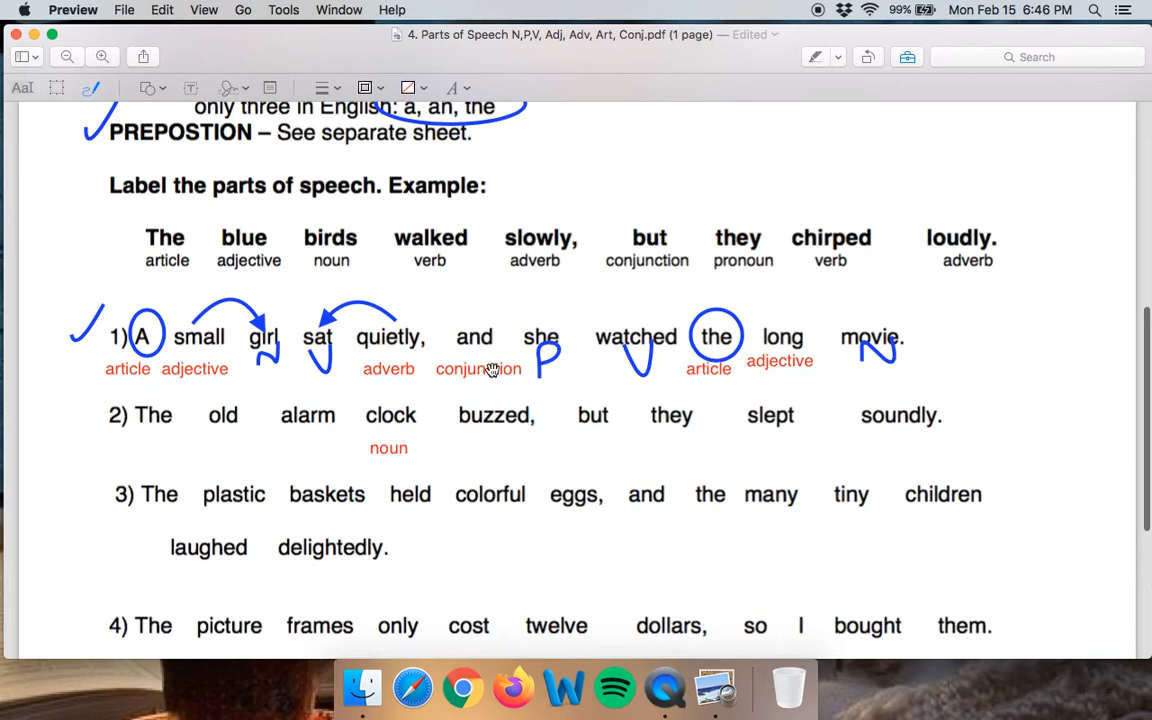 Preview File Edit View Go Tools Window Help 99% Mon Feb 15 6:46 PM
4. Parts of Speech N,P,V, Adj, Adv, Art, Conj.pdf (1 page) — Edited
Search
AaI T A
only three in English: a, an, the
PREPOSTION – See separate sheet.
Label the parts of speech. Example:
The blue birds walked slowly, but they chirped loudly.
article adjective noun verb adverb conjunction pronoun verb adverb
1) A small girl sat quietly, and she watched the long movie.
article adjective N V adverb conjunction P V article adjective N
2) The old alarm clock buzzed, but they slept soundly.
noun
3) The plastic baskets held colorful eggs, and the many tiny children
laughed delightedly.
4) The picture frames only cost twelve dollars, so I bought them.